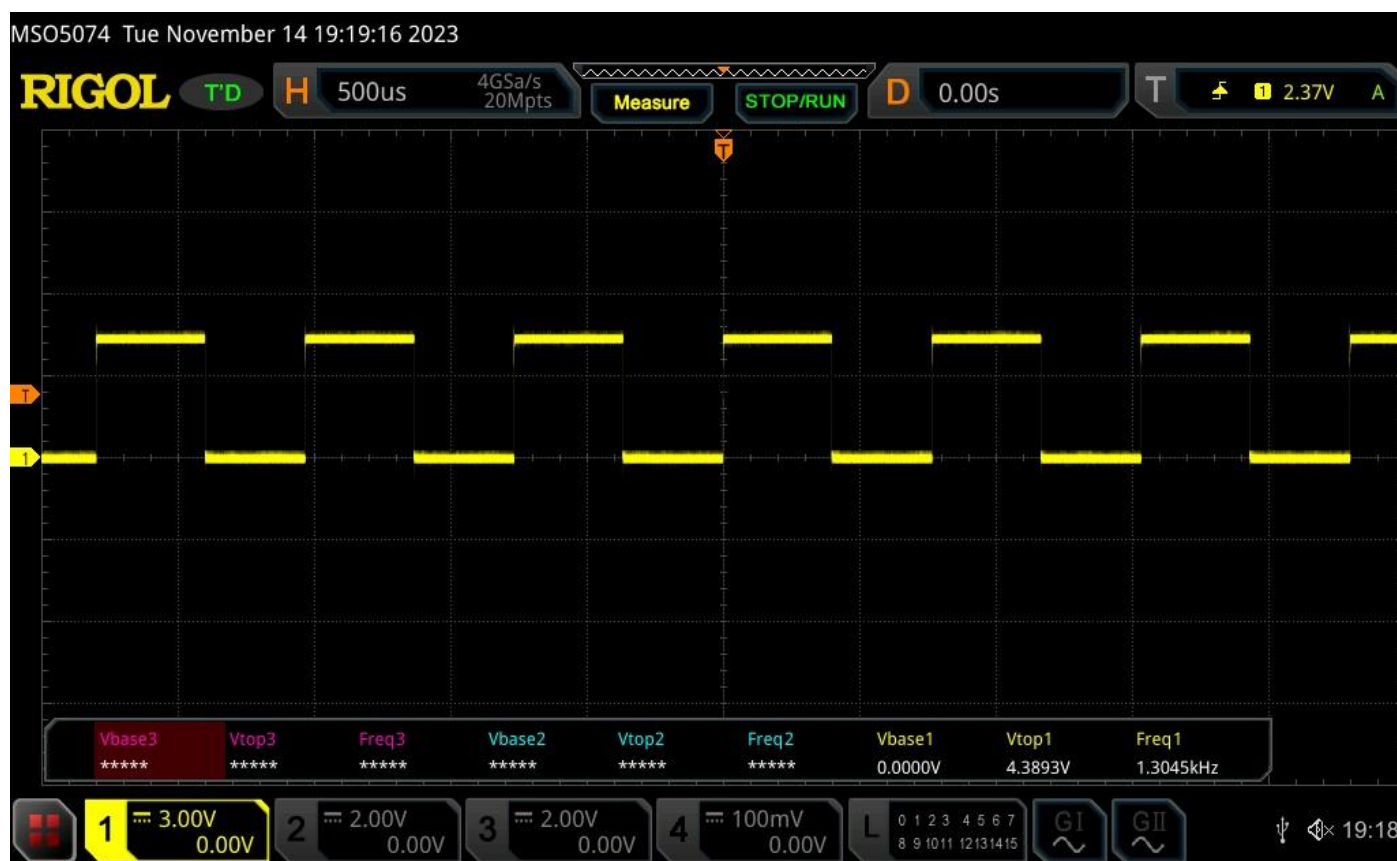 MSO5074 Tue November 14 19:19:16 2023
RIGOL T'D H 500us 4GSa/s 20Mpts Measure STOP/RUN D 0.00s T 1 2.37V A
T
T
1
Vbase3 Vtop3 Freq3 Vbase2 Vtop2 Freq2 Vbase1 Vtop1 Freq1
***** ***** ***** ***** ***** ***** 0.0000V 4.3893V 1.3045kHz
1 3.00V 0.00V 2 2.00V 0.00V 3 2.00V 0.00V 4 100mV 0.00V L 0 1 2 3 4 5 6 7 8 9 10 11 12 13 14 15 GI GII 19:18